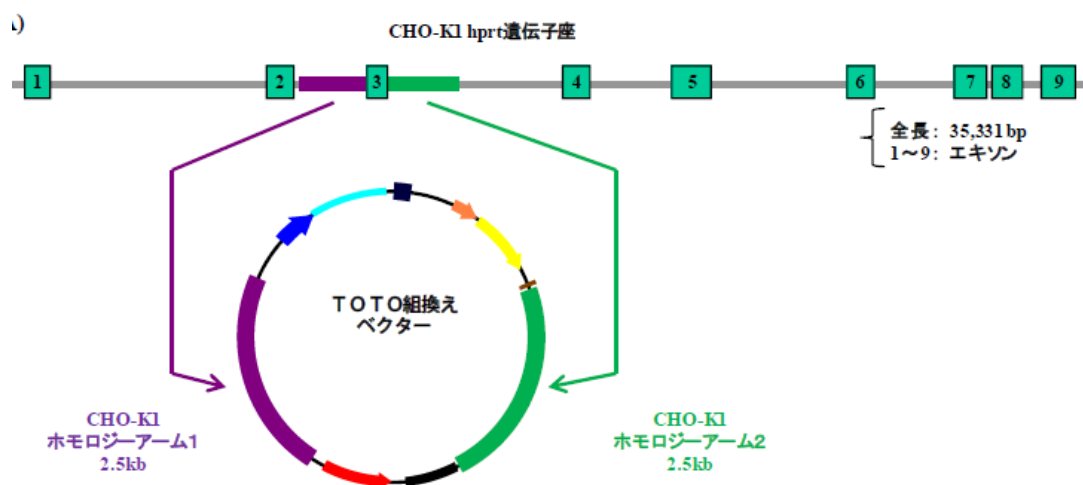 A)
CHO-K1 hprt遺伝子座
1 2 3 4 5 6 7 8 9
全長： 35,331 bp
1～9： エキソン
ＴＯＴＯ組換え
ベクター
CHO-K1
ホモロジーアーム1
2.5kb
CHO-K1
ホモロジーアーム2
2.5kb